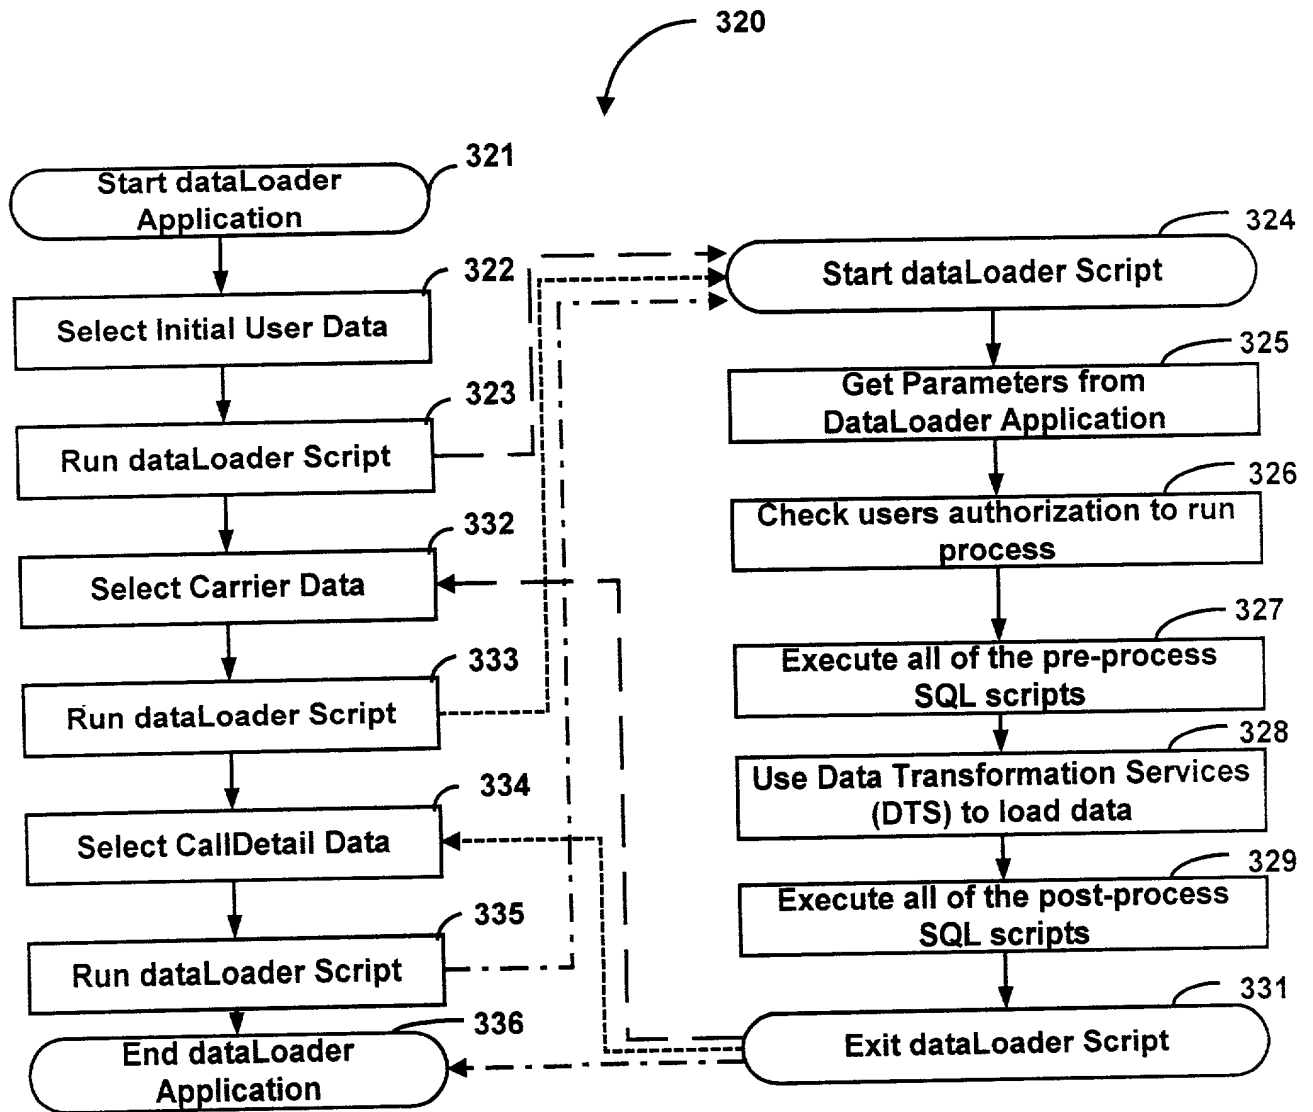 320
321
Start dataLoader
Application
322
Select Initial User Data
323
Run dataLoader Script
332
Select Carrier Data
333
Run dataLoader Script
334
Select CallDetail Data
335
Run dataLoader Script
336
End dataLoader
Application
324
Start dataLoader Script
325
Get Parameters from
DataLoader Application
326
Check users authorization to run
process
327
Execute all of the pre-process
SQL scripts
328
Use Data Transformation Services
(DTS) to load data
329
Execute all of the post-process
SQL scripts
331
Exit dataLoader Script